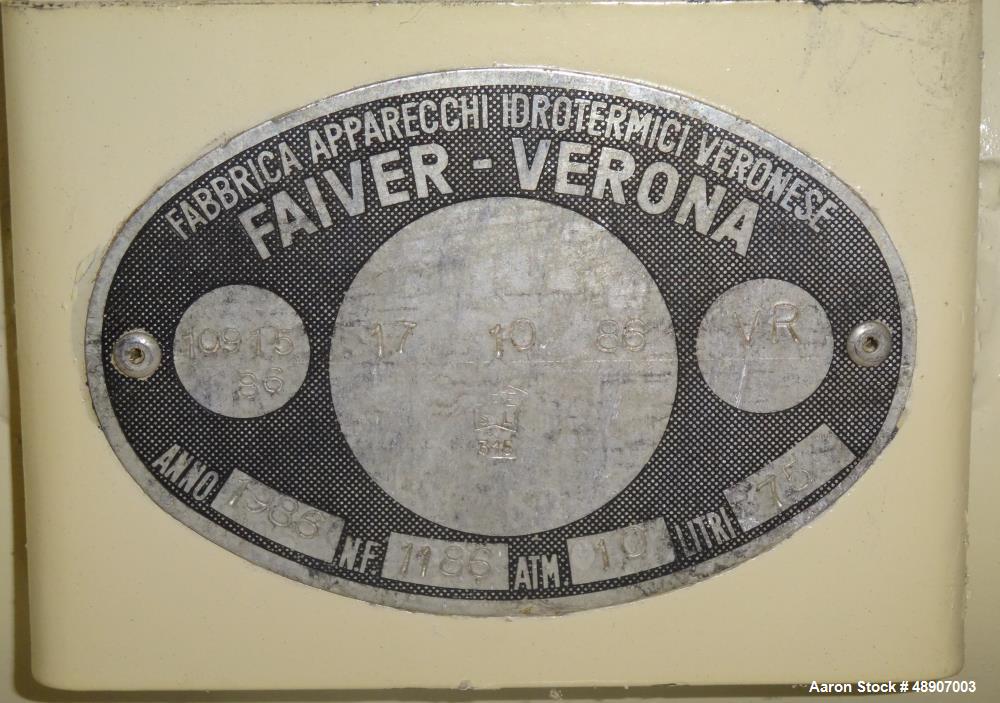 FABBRICA APPARECCHI IDROTERMICI VERONESE
FAIVER - VERONA
10915
86
17 10 86
VR
ANNO 1986 N.F. 1186 ATM. 10 LITRI 75
Aaron Stock # 48907003